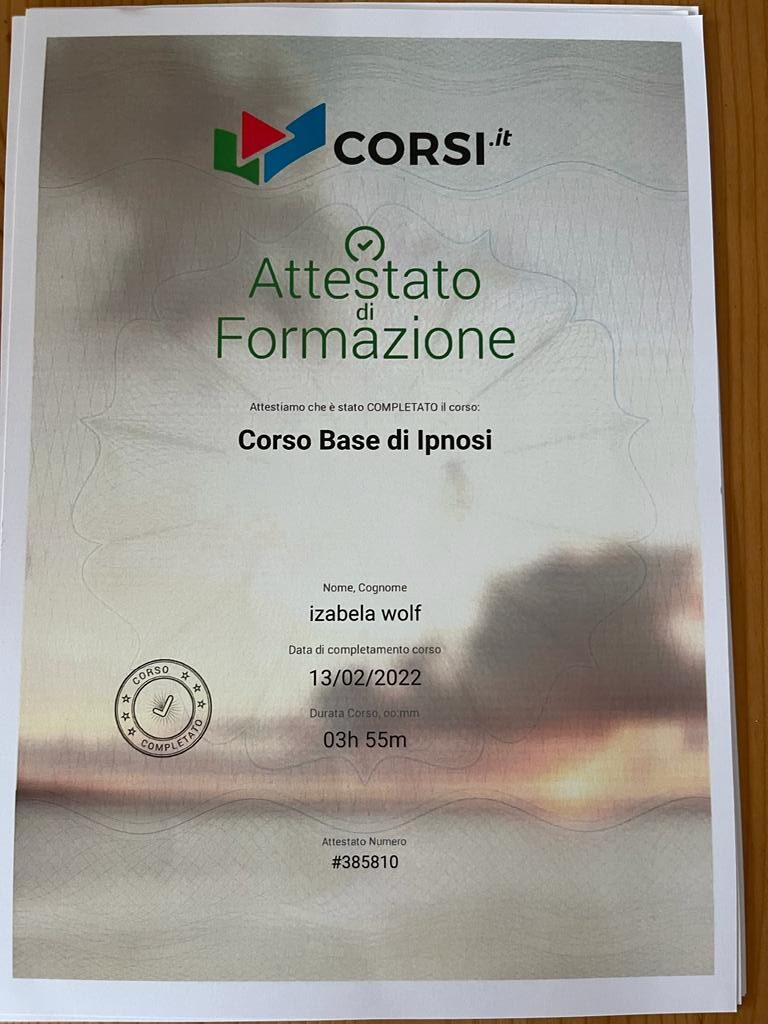 CORSI.it
Attestato
di
Formazione
Attestiamo che è stato COMPLETATO il corso:
Corso Base di Ipnosi
Nome, Cognome
izabela wolf
Data di completamento corso
13/02/2022
Durata Corso, oo:mm
03h 55m
CORSO
COMPLETATO
Attestato Numero
#385810